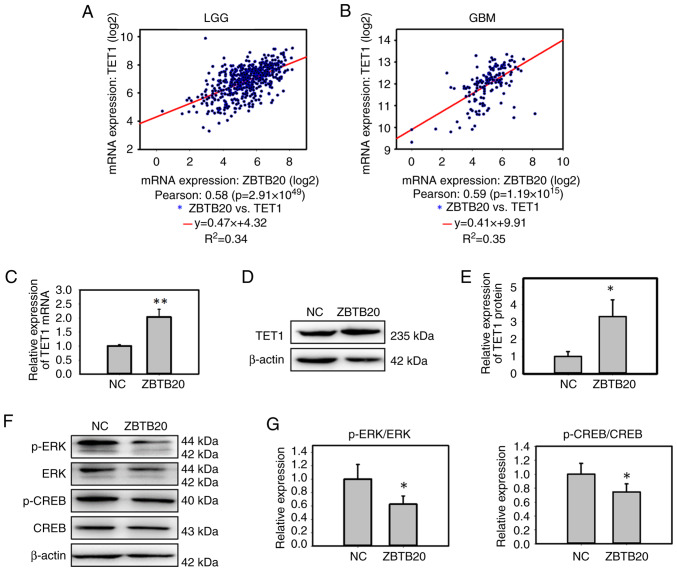 A
LGG
mRNA expression: TET1 (log2)
10
8
6
4
2
0 2 4 6 8
mRNA expression: ZBTB20 (log2)
Pearson: 0.58 (p=2.91×10⁴⁹)
* ZBTB20 vs. TET1
— y=0.47×+4.32
R²=0.34
B
GBM
mRNA expression: TET1 (log2)
14
13
12
11
10
9
0 2 4 6 8 10
mRNA expression: ZBTB20 (log2)
Pearson: 0.59 (p=1.19×10¹⁵)
* ZBTB20 vs. TET1
— y=0.41×+9.91
R²=0.35
C
Relative expression
of TET1 mRNA
3.0
2.5
2.0
1.5
1.0
0.5
0.0
**
NC ZBTB20
D
NC ZBTB20
TET1 235 kDa
β-actin 42 kDa
E
Relative expression
of TET1 protein
5
4
3
2
1
0
*
NC ZBTB20
F
NC ZBTB20
p-ERK 44 kDa
42 kDa
ERK 44 kDa
42 kDa
p-CREB 40 kDa
CREB 43 kDa
β-actin 42 kDa
G
p-ERK/ERK
Relative expression
1.4
1.2
1.0
0.8
0.6
0.4
0.2
0.0
*
NC ZBTB20
p-CREB/CREB
Relative expression
1.4
1.2
1.0
0.8
0.6
0.4
0.2
0.0
*
NC ZBTB20